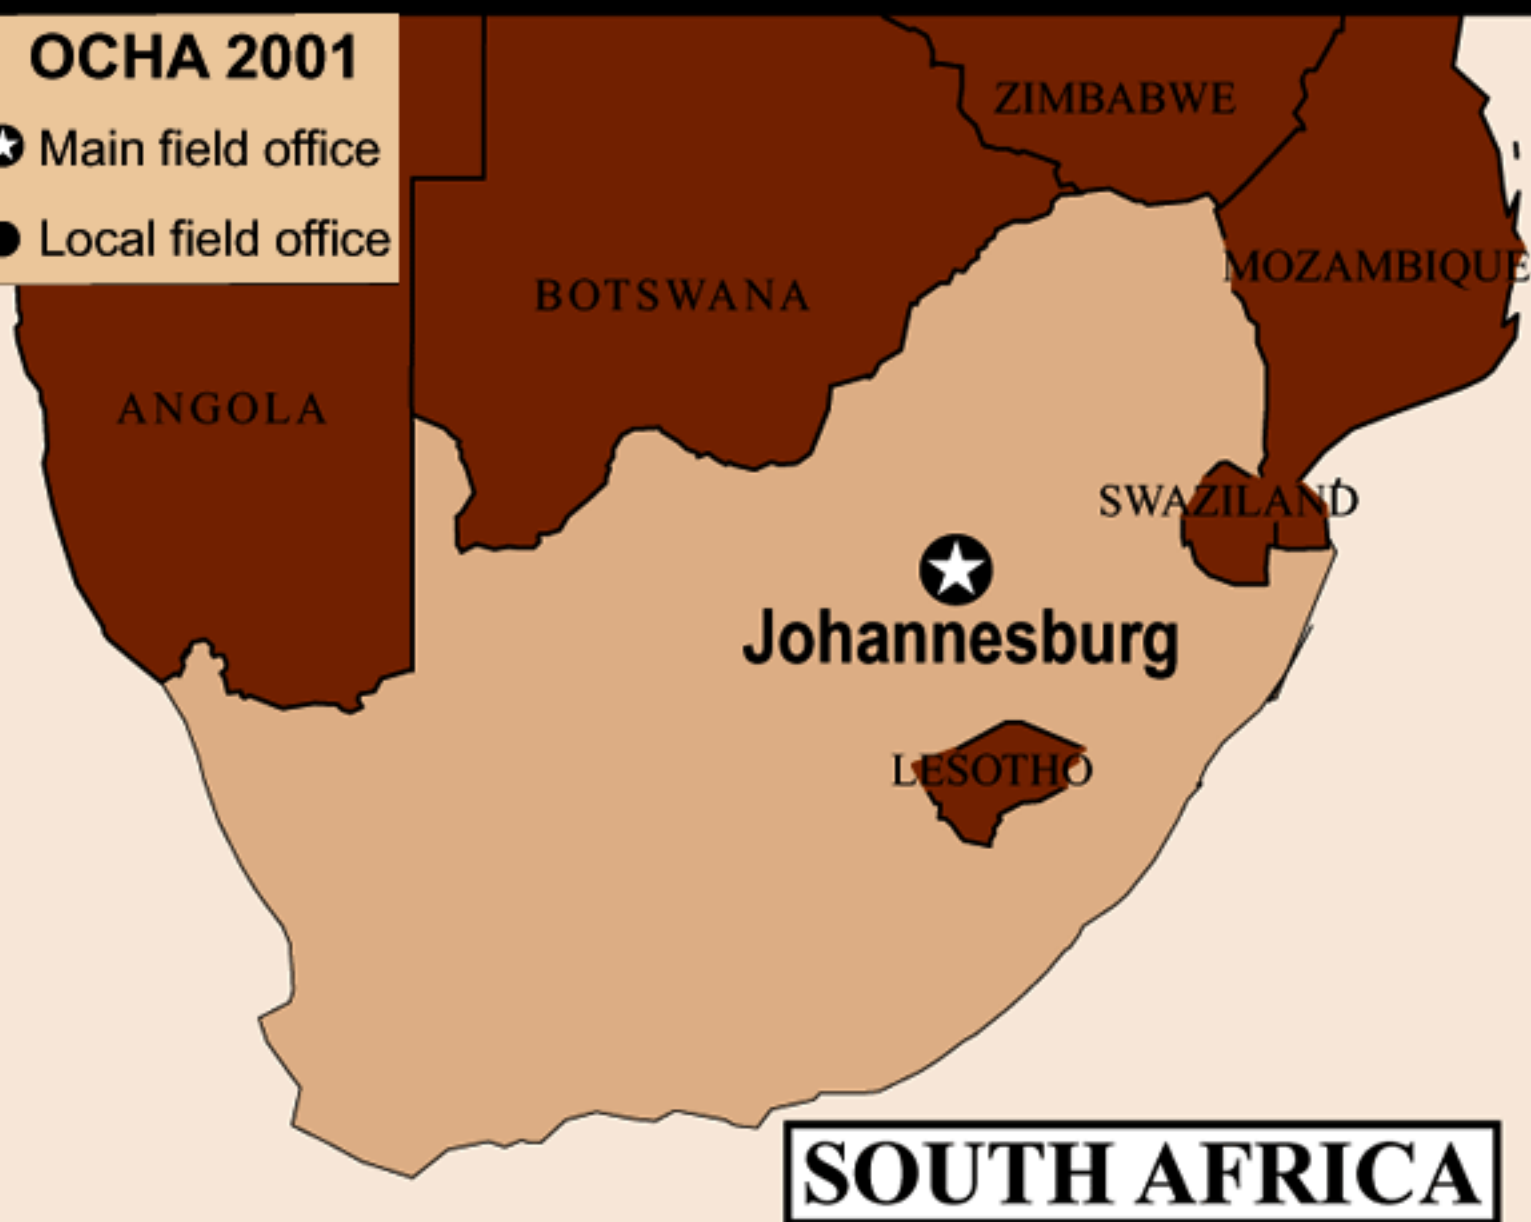 OCHA 2001
Main field office
Local field office
ZIMBABWE
MOZAMBIQUE
BOTSWANA
ANGOLA
SWAZILAND
Johannesburg
LESOTHO
SOUTH AFRICA